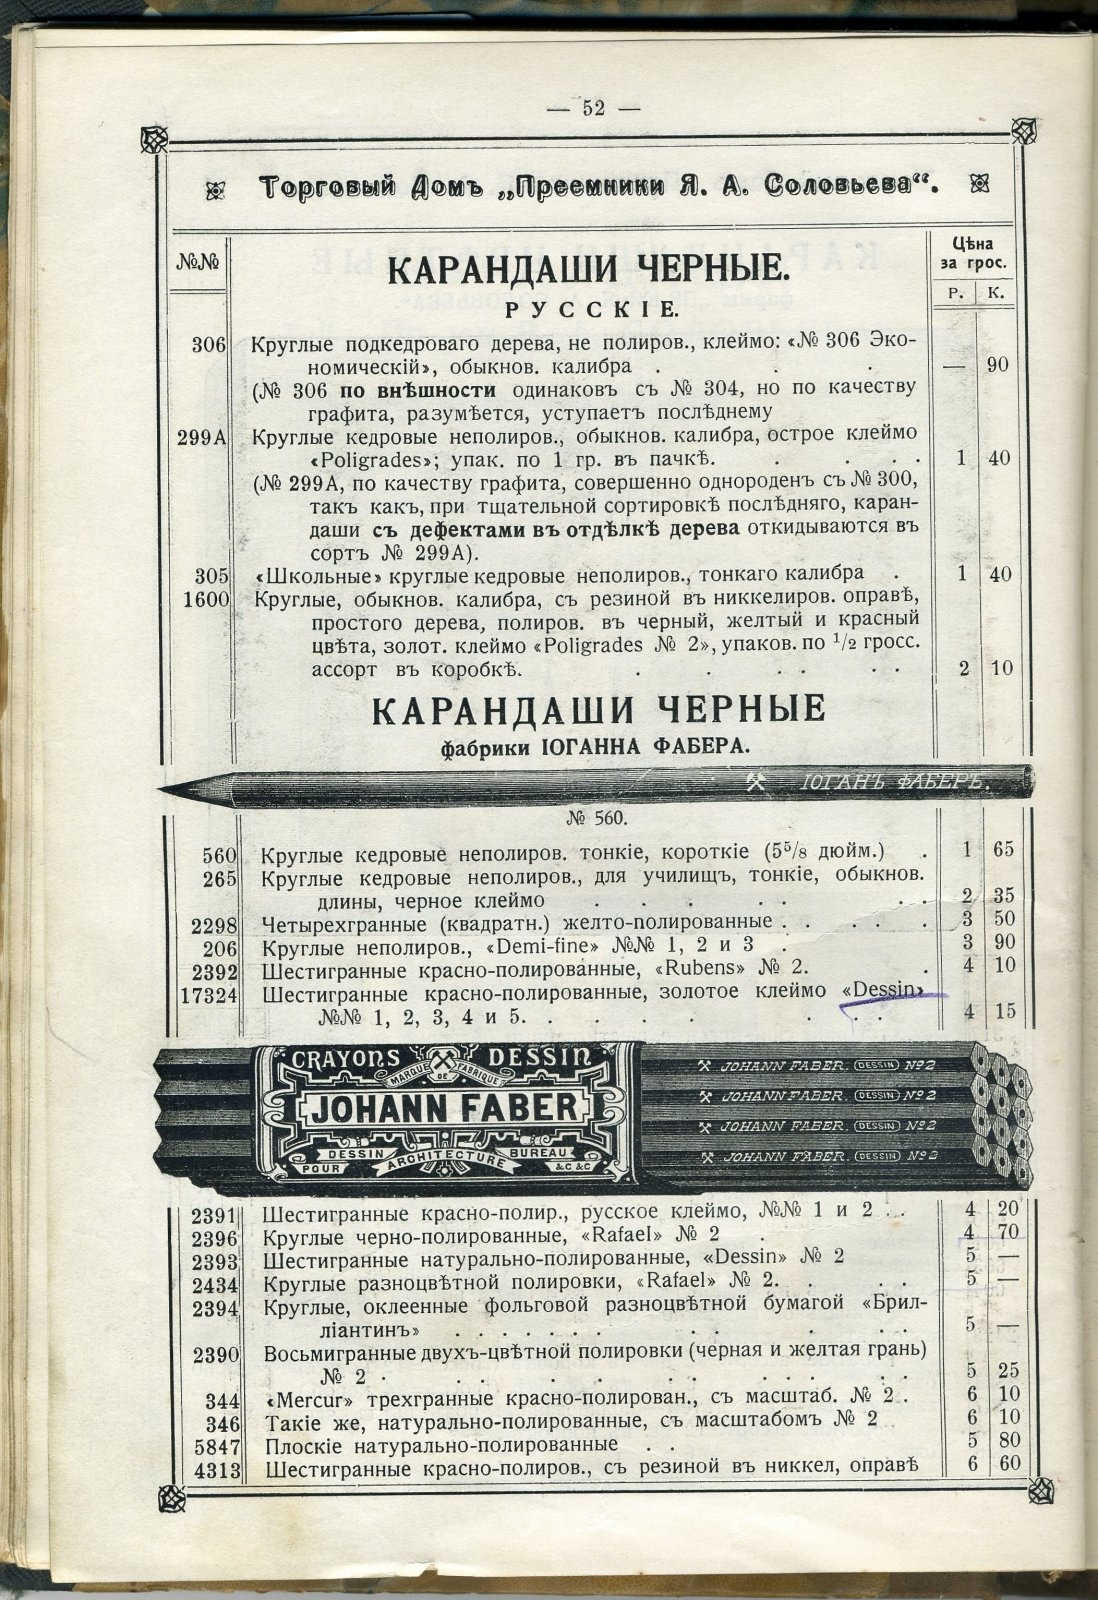 — 52 —
Торговый Домъ „Преемники Я. А. Соловьева“.
№№
Цѣна
за грос.
Р. К.
КАРАНДАШИ ЧЕРНЫЕ.
РУССКІЕ.
306 Круглые подкедроваго дерева, не полиров., клеймо: «№ 306 Эко-
номическій», обыкнов. калибра . . . — 90
(№ 306 по внѣшности одинаковъ съ № 304, но по качеству
графита, разумѣется, уступаетъ послѣднему
299А Круглые кедровые неполиров., обыкнов. калибра, острое клеймо
«Poligrades»; упак. по 1 гр. въ пачкѣ. . . . . 1 40
(№ 299А, по качеству графита, совершенно однороденъ съ № 300,
такъ какъ, при тщательной сортировкѣ послѣдняго, каран-
даши съ дефектами въ отдѣлкѣ дерева откидываются въ
сортъ № 299А).
305 «Школьные» круглые кедровые неполиров., тонкаго калибра . 1 40
1600 Круглые, обыкнов. калибра, съ резиной въ никкелиров. оправѣ,
простого дерева, полиров. въ черный, желтый и красный
цвѣта, золот. клеймо «Poligrades № 2», упаков. по 1/2 гросс.
ассорт въ коробкѣ. . . . . . . 2 10
КАРАНДАШИ ЧЕРНЫЕ
фабрики ІОГАННА ФАБЕРА.
ІОГАНЪ ФАБЕРЪ.
№ 560.
560 Круглые кедровые неполиров. тонкіе, короткіе (5⁵/₈ дюйм.) . 1 65
265 Круглые кедровые неполиров., для училищъ, тонкіе, обыкнов.
длины, черное клеймо . . . . . . . 2 35
2298 Четырехгранные (квадратн.) желто-полированные . . . . . 3 50
206 Круглые неполиров., «Demi-fine» №№ 1, 2 и 3 . 3 90
2392 Шестигранные красно-полированные, «Rubens» № 2. . 4 10
17324 Шестигранные красно-полированные, золотое клеймо «Dessin»
№№ 1, 2, 3, 4 и 5. . . . . . . . 4 15
CRAYONS DESSIN
MARQUE DE FABRIQUE
JOHANN FABER
POUR DESSIN ARCHITECTURE BUREAU &C &C
JOHANN FABER. DESSIN Nº 2
JOHANN FABER. DESSIN Nº 2
JOHANN FABER. DESSIN Nº 2
JOHANN FABER. DESSIN Nº 2
2391 Шестигранные красно-полир., русское клеймо, №№ 1 и 2 . . 4 20
2396 Круглые черно-полированные, «Rafael» № 2 . 4 70
2393 Шестигранные натурально-полированные, «Dessin» № 2 5 —
2434 Круглые разноцвѣтной полировки, «Rafael» № 2. . . . 5 —
2394 Круглые, оклеенные фольговой разноцвѣтной бумагой «Брил-
ліантинъ» . . . . . . . . . . . . 5 —
2390 Восьмигранные двухъ-цвѣтной полировки (черная и желтая грань)
№ 2 . . . . . . . . . . 5 25
344 «Mercur» трехгранные красно-полирован., съ масштаб. № 2 . 6 10
346 Такіе же, натурально-полированные, съ масштабомъ № 2 6 10
5847 Плоскіе натурально-полированные . . 5 80
4313 Шестигранные красно-полиров., съ резиной въ никкел, оправѣ 6 60